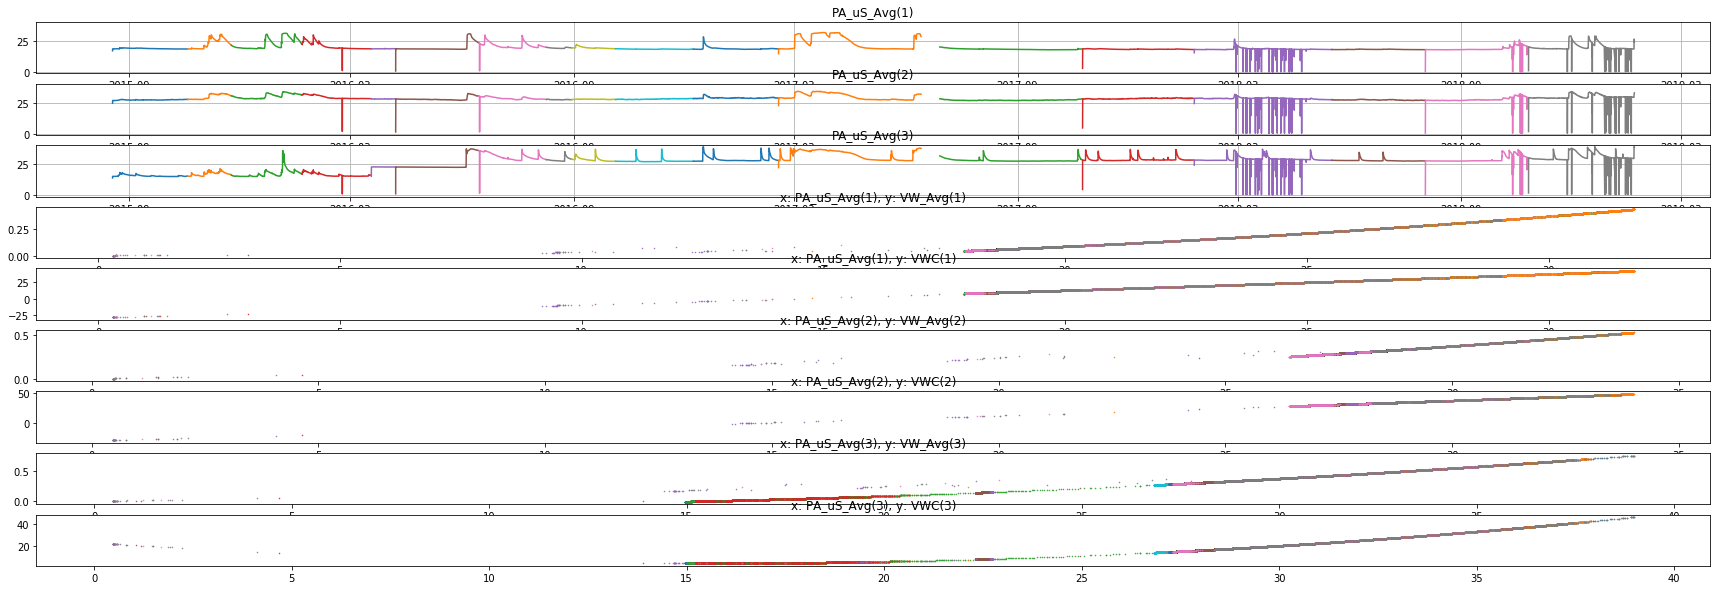 PA_uS_Avg(1)
25
0
PA_uS_Avg(2)
25
0
PA_uS_Avg(3)
25
0
x: PA_uS_Avg(1), y: VW_Avg(1)
0.25
0.00
x: PA_uS_Avg(1), y: VWC(1)
25
0
−25
x: PA_uS_Avg(2), y: VW_Avg(2)
0.5
0.0
x: PA_uS_Avg(2), y: VWC(2)
50
0
x: PA_uS_Avg(3), y: VW_Avg(3)
0.5
0.0
x: PA_uS_Avg(3), y: VWC(3)
40
20
0 5 10 15 20 25 30 35 40